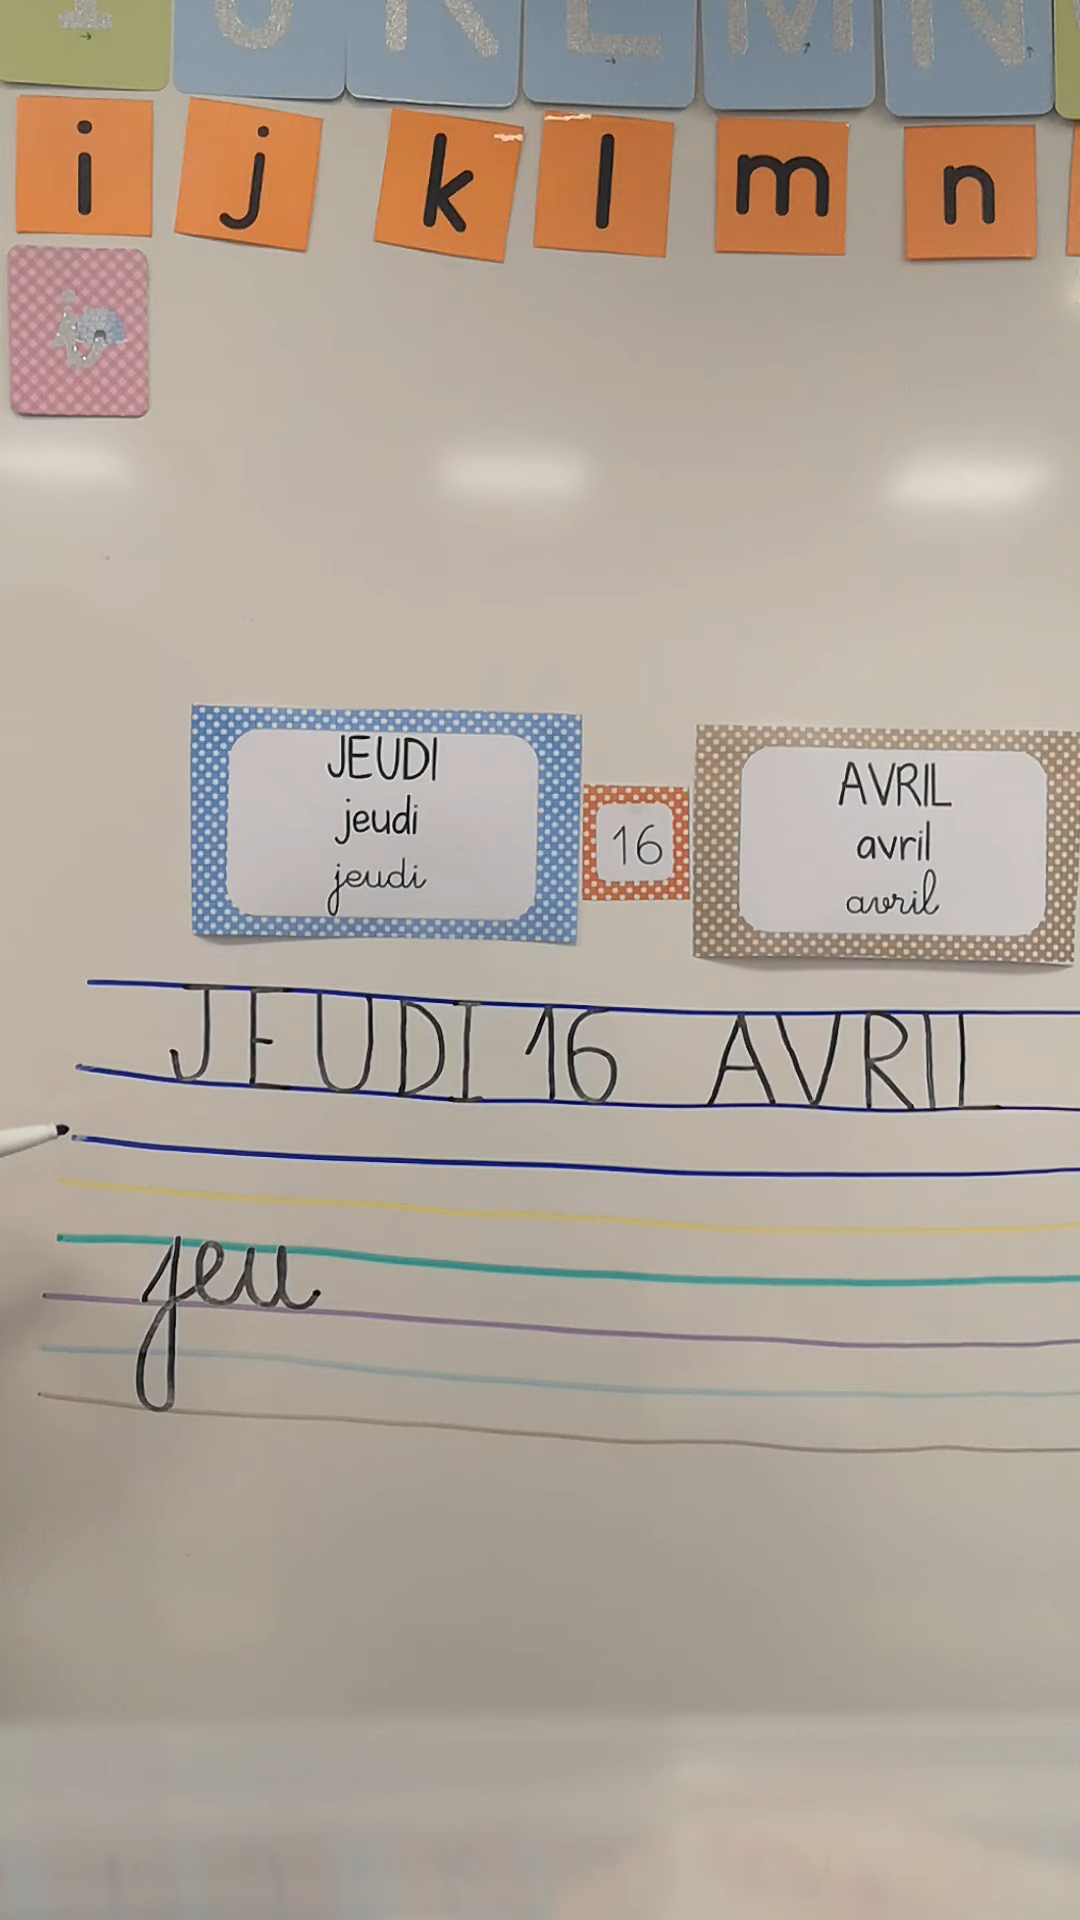 I J K L M N
i j k l m n
JEUDI
jeudi
jeudi
16
AVRIL
avril
avril
JEUDI 16 AVRIL
jeu